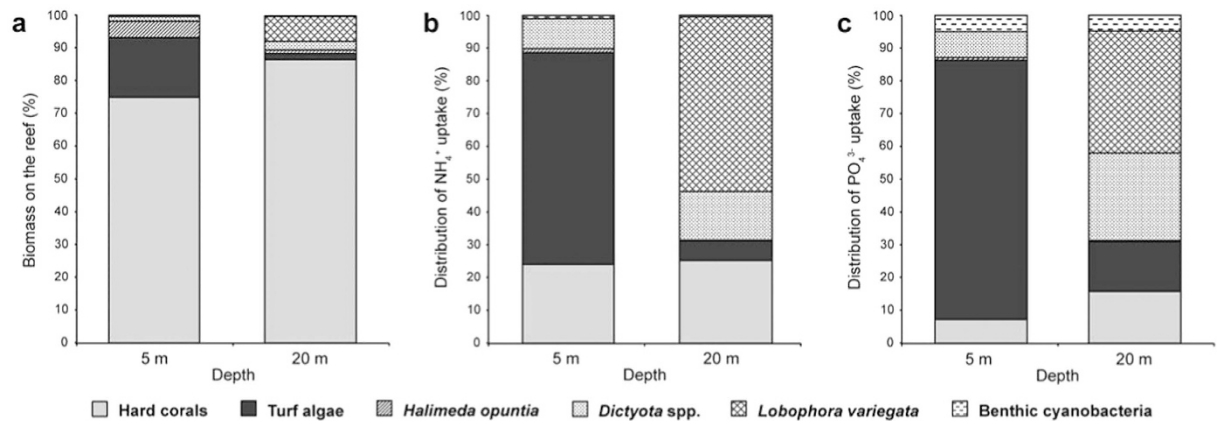 a
Biomass on the reef (%)
100
90
80
70
60
50
40
30
20
10
0
5 m
20 m
Depth
b
Distribution of NH₄⁺ uptake (%)
100
90
80
70
60
50
40
30
20
10
0
5 m
20 m
Depth
c
Distribution of PO₄³⁻ uptake (%)
100
90
80
70
60
50
40
30
20
10
0
5 m
20 m
Depth
Hard corals Turf algae Halimeda opuntia Dictyota spp. Lobophora variegata Benthic cyanobacteria